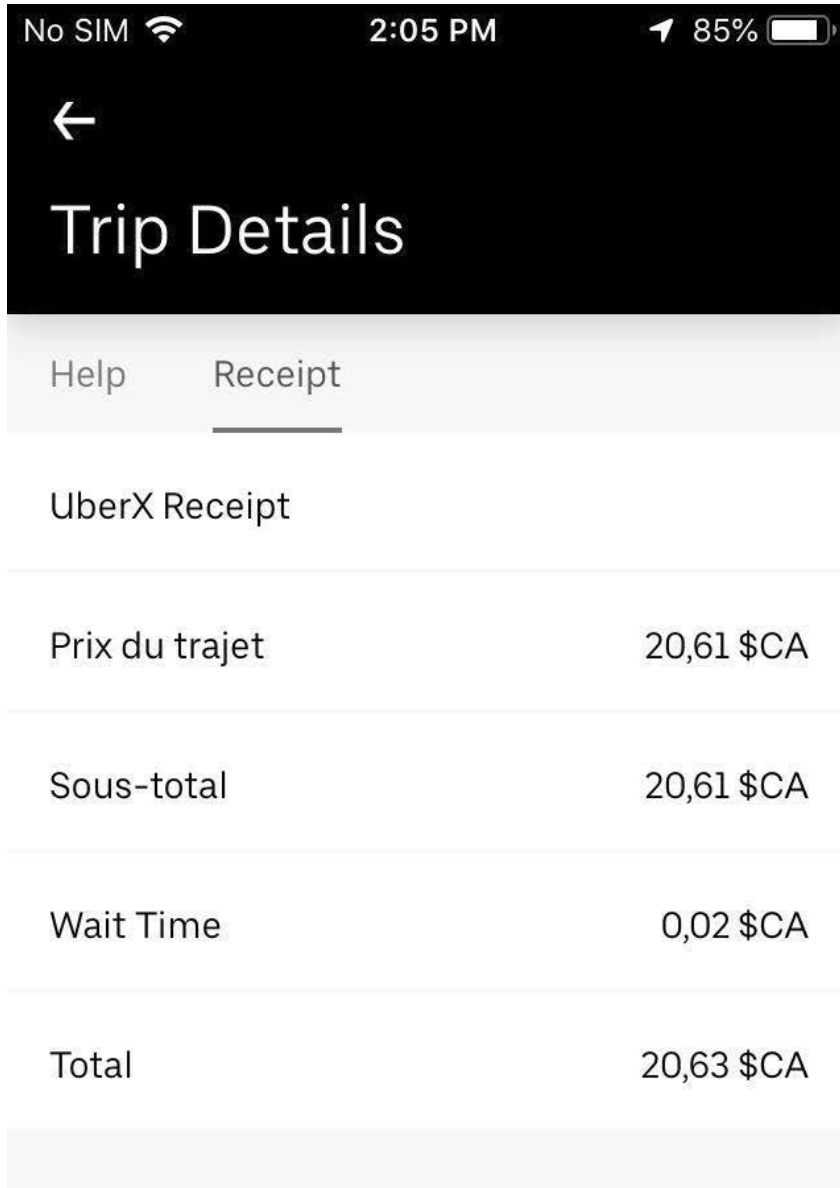 No SIM 2:05 PM 85%
Trip Details
Help Receipt
UberX Receipt
Prix du trajet 20,61 $CA
Sous-total 20,61 $CA
Wait Time 0,02 $CA
Total 20,63 $CA